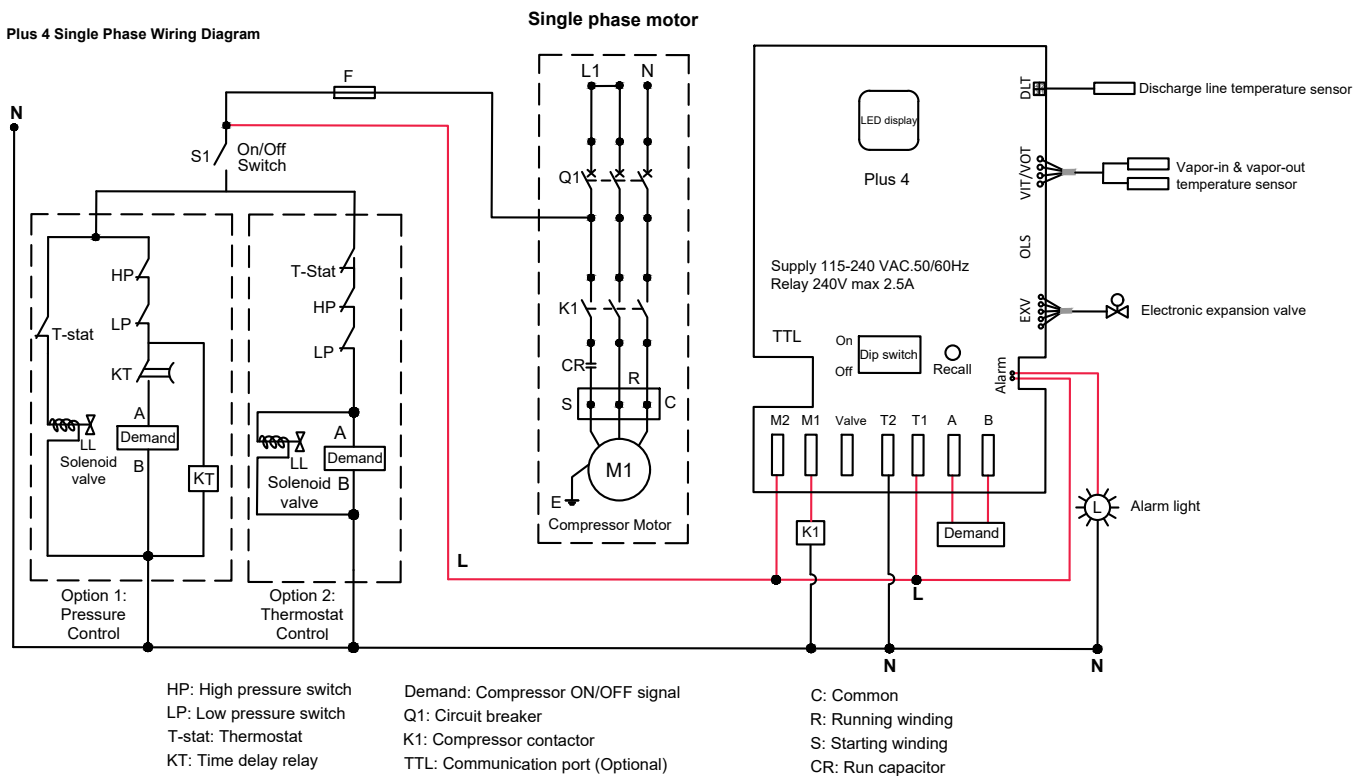 Single phase motor
Plus 4 Single Phase Wiring Diagram
L1 N
F
N
S1
On/Off
Switch
Q1
HP
T-stat
LP
KT
A
Demand
B
LL
Solenoid
valve
KT
T-Stat
HP
LP
A
Demand
B
LL
Solenoid
valve
Option 1:
Pressure
Control
Option 2:
Thermostat
Control
K1
CR
R
S
C
M1
E
Compressor Motor
LED display
Plus 4
Supply 115-240 VAC.50/60Hz
Relay 240V max 2.5A
TTL
On
Off
Dip switch
Recall
DLT
VIT/VOT
OLS
EXV
Alarm
Discharge line temperature sensor
Vapor-in & vapor-out
temperature sensor
Electronic expansion valve
M2 M1 Valve T2 T1 A B
K1
Demand
L
Alarm light
L
L
N
N
HP: High pressure switch
LP: Low pressure switch
T-stat: Thermostat
KT: Time delay relay
Demand: Compressor ON/OFF signal
Q1: Circuit breaker
K1: Compressor contactor
TTL: Communication port (Optional)
C: Common
R: Running winding
S: Starting winding
CR: Run capacitor